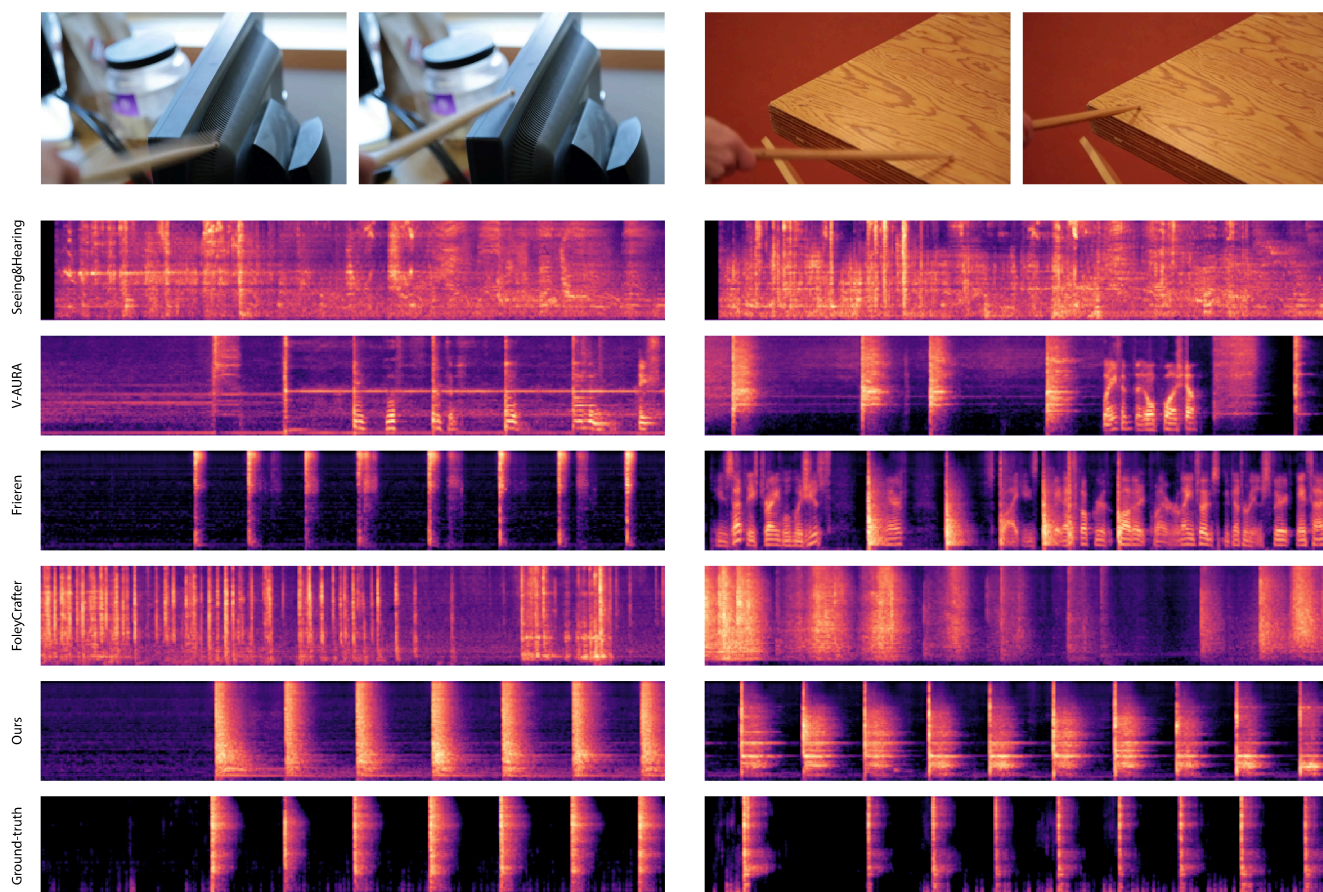 Seeing&Hearing
V-AURA
Frieren
FoleyCrafter
Ours
Ground-truth